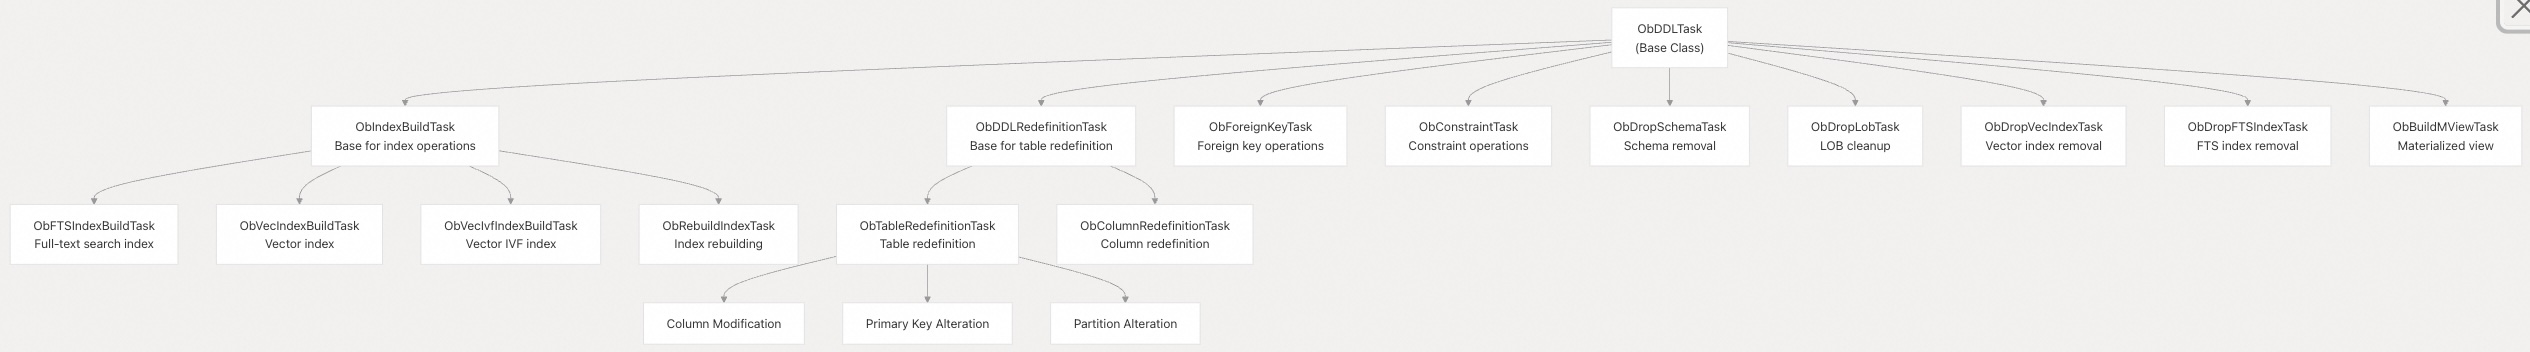 ObDDLTask
(Base Class)
ObIndexBuildTask
Base for index operations
ObDDLRedefinitionTask
Base for table redefinition
ObForeignKeyTask
Foreign key operations
ObConstraintTask
Constraint operations
ObDropSchemaTask
Schema removal
ObDropLobTask
LOB cleanup
ObDropVecIndexTask
Vector index removal
ObDropFTSIndexTask
FTS index removal
ObBuildMViewTask
Materialized view
ObFTSIndexBuildTask
Full-text search index
ObVecIndexBuildTask
Vector index
ObVecIvfIndexBuildTask
Vector IVF index
ObRebuildIndexTask
Index rebuilding
ObTableRedefinitionTask
Table redefinition
ObColumnRedefinitionTask
Column redefinition
Column Modification
Primary Key Alteration
Partition Alteration